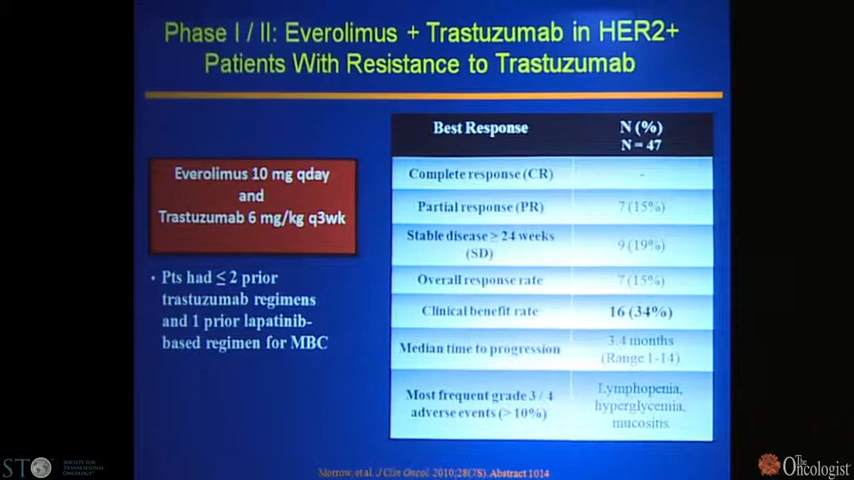 Phase I / II: Everolimus + Trastuzumab in HER2+
Patients With Resistance to Trastuzumab
Everolimus 10 mg qday
and
Trastuzumab 6 mg/kg q3wk
• Pts had ≤ 2 prior
trastuzumab regimens
and 1 prior lapatinib-
based regimen for MBC
Best Response
N (%)
N = 47
Complete response (CR)
-
Partial response (PR)
7 (15%)
Stable disease ≥ 24 weeks
(SD)
9 (19%)
Overall response rate
7 (15%)
Clinical benefit rate
16 (34%)
Median time to progression
3.4 months
(Range 1-14)
Most frequent grade 3 / 4
adverse events (> 10%)
Lymphopenia,
hyperglycemia,
mucositis.
Morrow, et al. J Clin Oncol. 2010;28(7S). Abstract 1014
STO
SOCIETY FOR
TRANSLATIONAL
ONCOLOGY
The
Oncologist